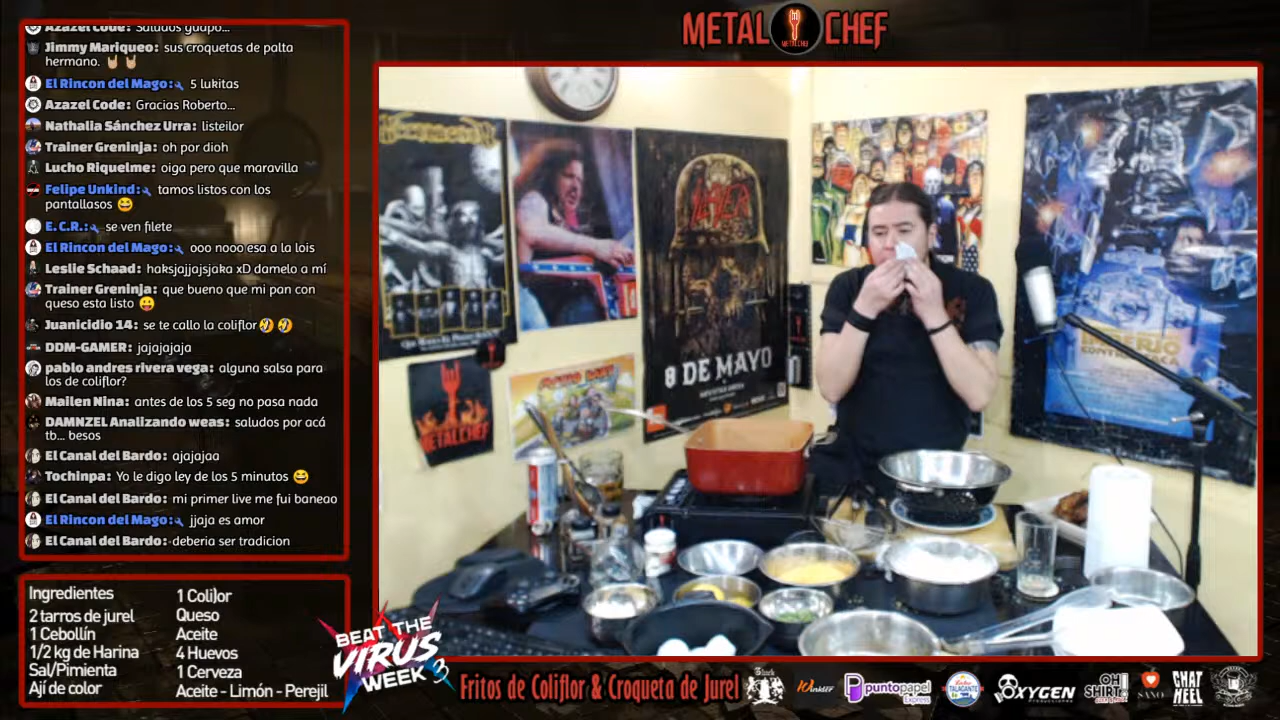 METAL CHEF
METALCHEF
Azazel Code: Saludos guapo...
Jimmy Mariqueo: sus croquetas de palta
hermano. 🤘🤘
El Rincon del Mago: 5 lukitas
Azazel Code: Gracias Roberto...
Nathalia Sánchez Urra: listeilor
Trainer Greninja: oh por dioh
Lucho Riquelme: oiga pero que maravilla
Felipe Unkind: tamos listos con los
pantallasos 😆
E. C.R.: se ven filete
El Rincon del Mago: ooo nooo esa a la lois
Leslie Schaad: haksjajjajsjaka xD damelo a mí
Trainer Greninja: que bueno que mi pan con
queso esta listo 😛
Juanicidio 14: se te callo la coliflor🤣🤣
DDM-GAMER: jajajajaja
pablo andres rivera vega: alguna salsa para
los de coliflor?
Mailen Nina: antes de los 5 seg no pasa nada
DAMNZEL Analizando weas: saludos por acá
tb... besos
El Canal del Bardo: ajajajaa
Tochinpa: Yo le digo ley de los 5 minutos 😆
El Canal del Bardo: mi primer live me fui baneao
El Rincon del Mago: jjaja es amor
El Canal del Bardo: deberia ser tradicion
SLAYER
8 DE MAYO
METALCHEF
IMPERIO
CONTRAATACA
Ingredientes
2 tarros de jurel
1 Cebollín
1/2 kg de Harina
Sal/Pimienta
Ají de color
1 Coliflor
Queso
Aceite
4 Huevos
1 Cerveza
Aceite - Limón - Perejil
BEAT THE
VIRUS
WEEK 3
Fritos de Coliflor & Croqueta de Jurel
Winkler
puntopapel
Express
TALAGANTE
OXYGEN
OH
SHIRT!
SANO
CHAT
HEEL